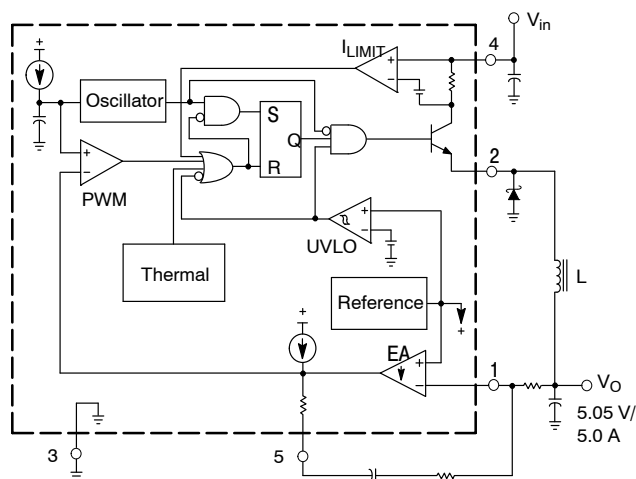 Vin
4
ILIMIT
+
−
+
Oscillator
S
Q
R
+
−
PWM
2
+
−
UVLO
Thermal
Reference
L
+
+
EA
+
−
1
VO
5.05 V/
5.0 A
3
5